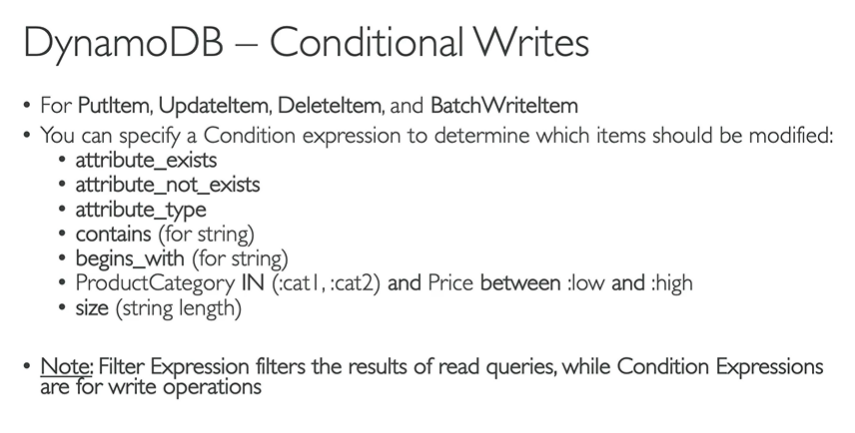 DynamoDB – Conditional Writes
• For PutItem, UpdateItem, DeleteItem, and BatchWriteItem
• You can specify a Condition expression to determine which items should be modified:
• attribute_exists
• attribute_not_exists
• attribute_type
• contains (for string)
• begins_with (for string)
• ProductCategory IN (:cat1, :cat2) and Price between :low and :high
• size (string length)
• Note: Filter Expression filters the results of read queries, while Condition Expressions
are for write operations